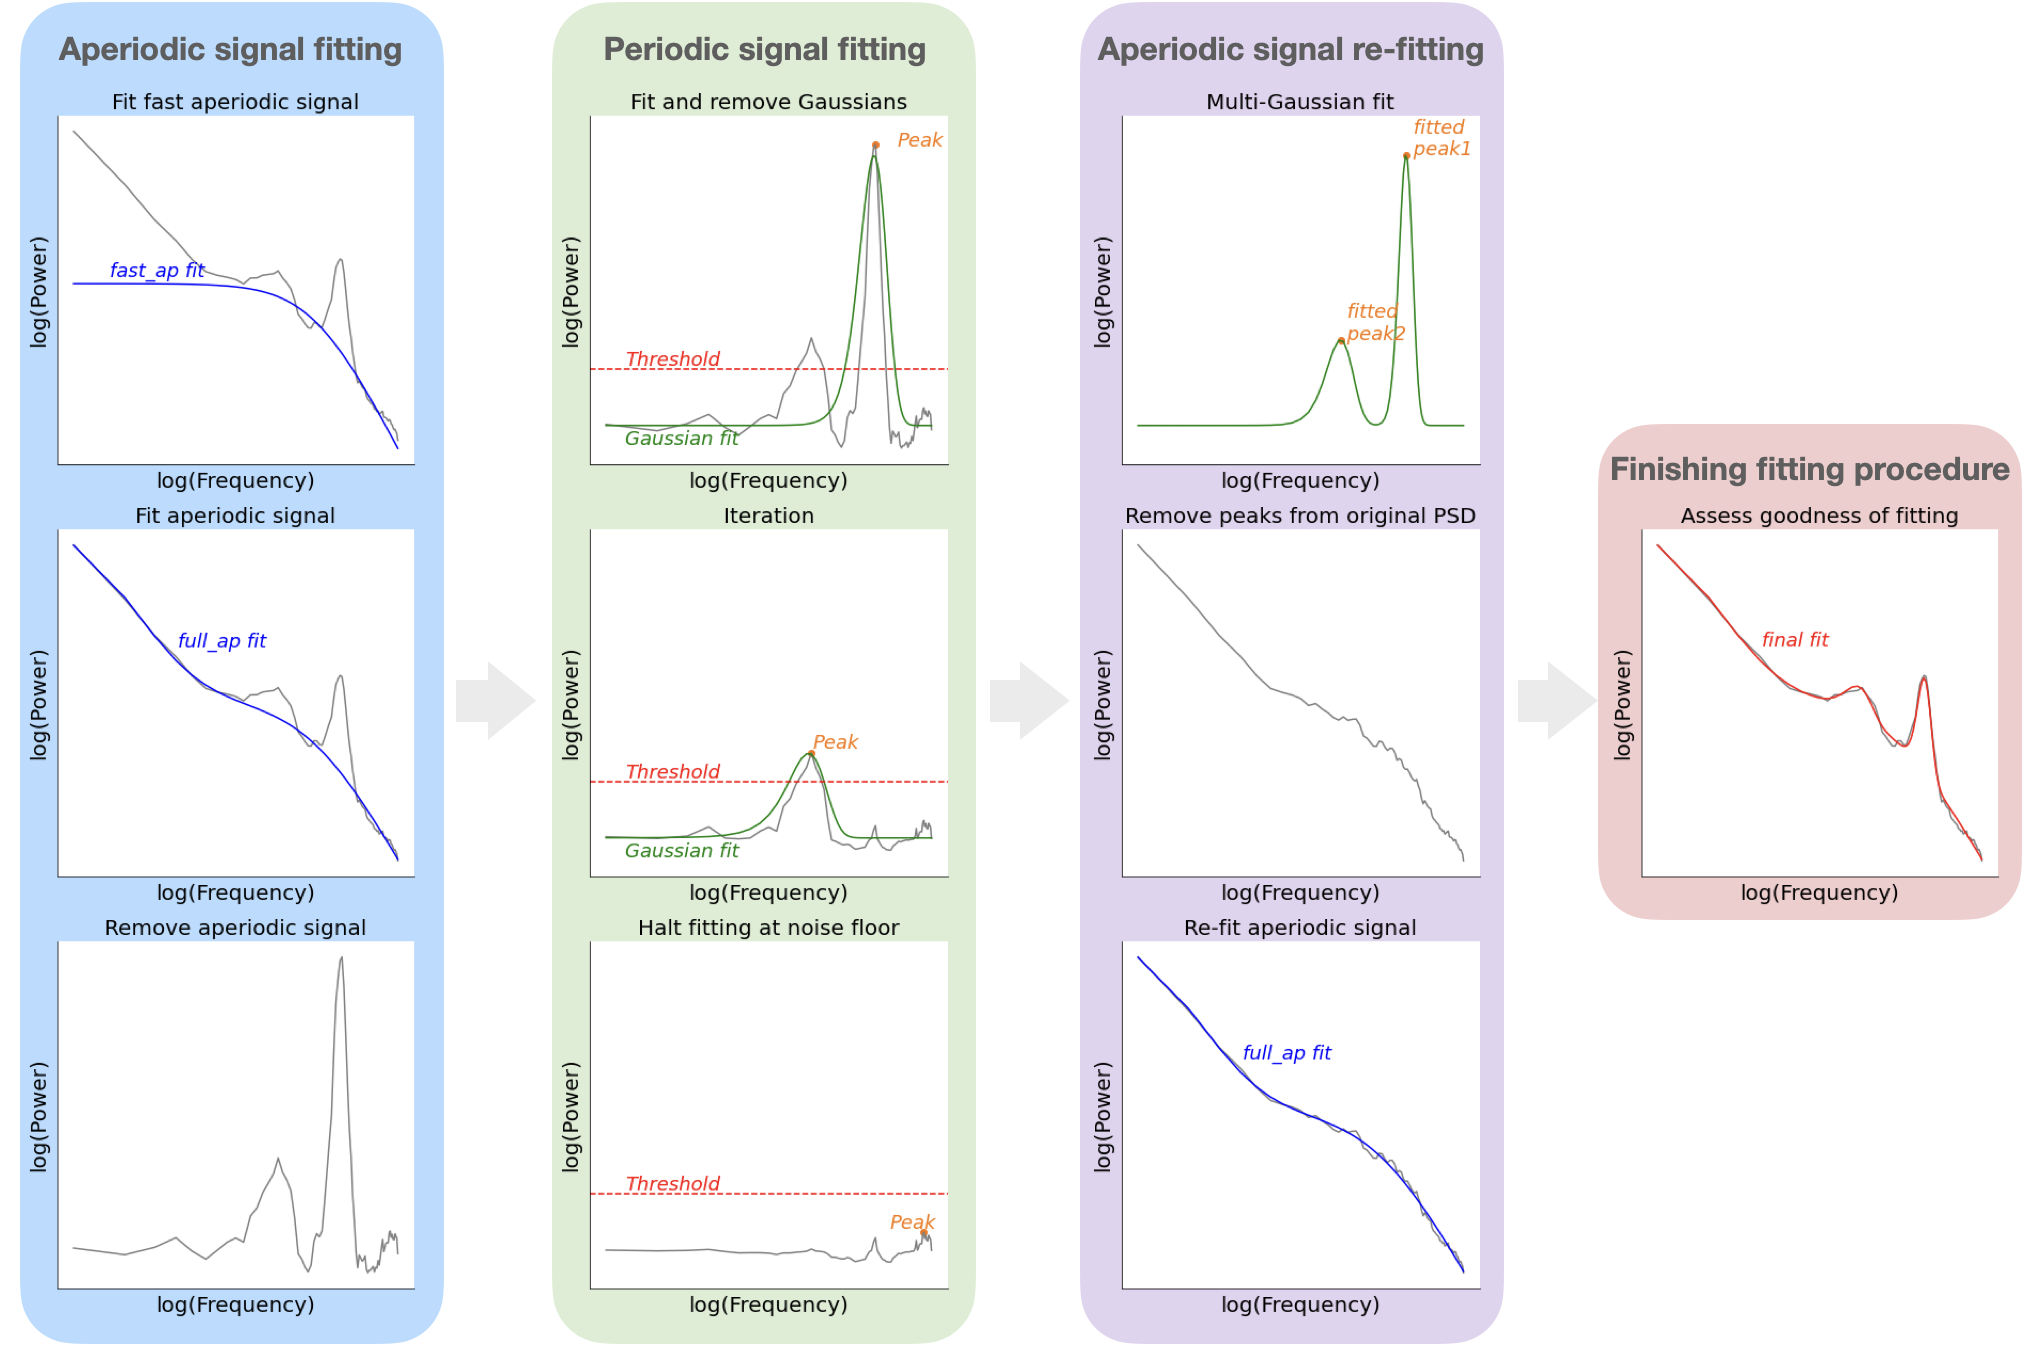 Aperiodic signal fitting
Fit fast aperiodic signal
fast_ap fit
log(Power)
log(Frequency)
Fit aperiodic signal
full_ap fit
log(Power)
log(Frequency)
Remove aperiodic signal
log(Power)
log(Frequency)
Periodic signal fitting
Fit and remove Gaussians
Peak
Threshold
Gaussian fit
log(Power)
log(Frequency)
Iteration
Peak
Threshold
Gaussian fit
log(Power)
log(Frequency)
Halt fitting at noise floor
Threshold
Peak
log(Power)
log(Frequency)
Aperiodic signal re-fitting
Multi-Gaussian fit
fitted
peak1
fitted
peak2
log(Power)
log(Frequency)
Remove peaks from original PSD
log(Power)
log(Frequency)
Re-fit aperiodic signal
full_ap fit
log(Power)
log(Frequency)
Finishing fitting procedure
Assess goodness of fitting
final fit
log(Power)
log(Frequency)